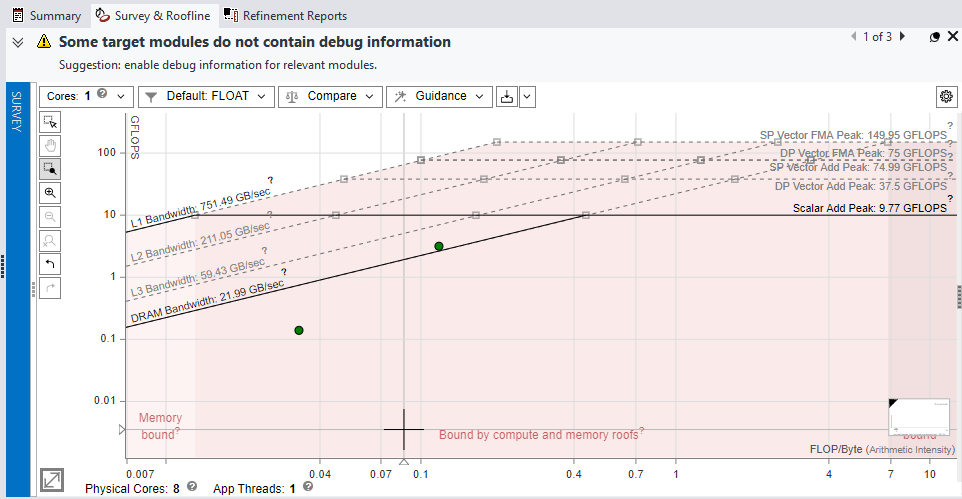 Summary
Survey & Roofline
Refinement Reports
Some target modules do not contain debug information
1 of 3
Suggestion: enable debug information for relevant modules.
SURVEY
Cores: 1 ?
Default: FLOAT
Compare
Guidance
GFLOPS
100
10
1
0.1
0.01
SP Vector FMA Peak: 149.95 GFLOPS ?
DP Vector FMA Peak: 75 GFLOPS ?
SP Vector Add Peak: 74.99 GFLOPS ?
DP Vector Add Peak: 37.5 GFLOPS ?
Scalar Add Peak: 9.77 GFLOPS ?
L1 Bandwidth: 751.49 GB/sec ?
L2 Bandwidth: 211.05 GB/sec ?
L3 Bandwidth: 59.43 GB/sec ?
DRAM Bandwidth: 21.99 GB/sec ?
Memory
bound?
Bound by compute and memory roofs?
bound
FLOP/Byte (Arithmetic Intensity)
0.007 0.04 0.07 0.1 0.4 0.7 1 4 7 10
Physical Cores: 8 ? App Threads: 1 ?